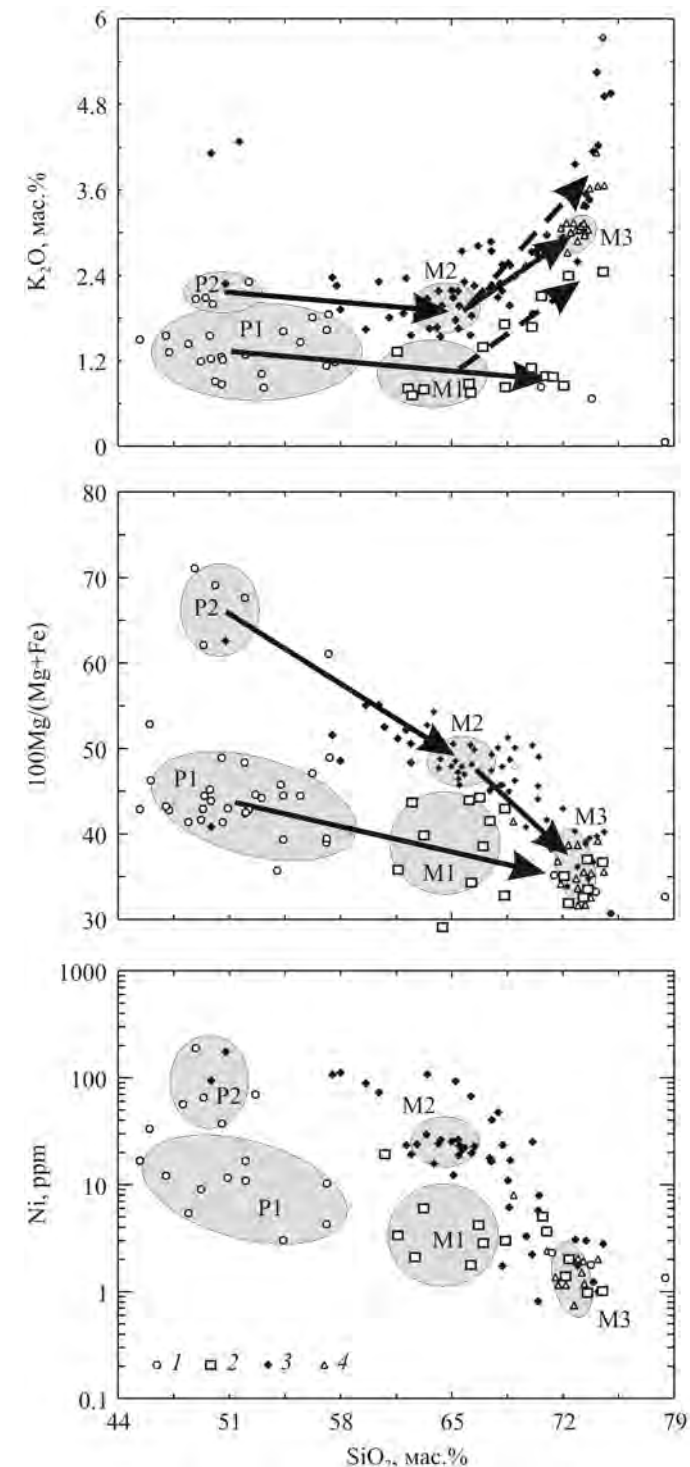 6
4.8
3.6
2.4
1.2
0
K₂O, мас.%
P2
P1
M2
M1
M3
80
70
60
50
40
30
100Mg/(Mg+Fe)
P2
P1
M2
M1
M3
1000
100
10
1
0.1
Ni, ppm
P2
P1
M2
M1
M3
1 2 3 4
44 51 58 65 72 79
SiO₂, мас.%